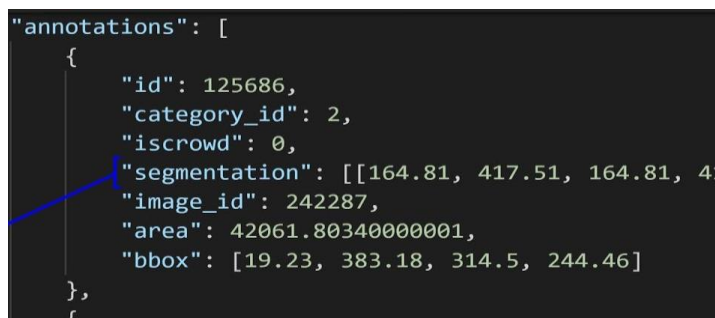 "annotations": [
{
"id": 125686,
"category_id": 2,
"iscrowd": 0,
"segmentation": [[164.81, 417.51, 164.81, 4
"image_id": 242287,
"area": 42061.80340000001,
"bbox": [19.23, 383.18, 314.5, 244.46]
},